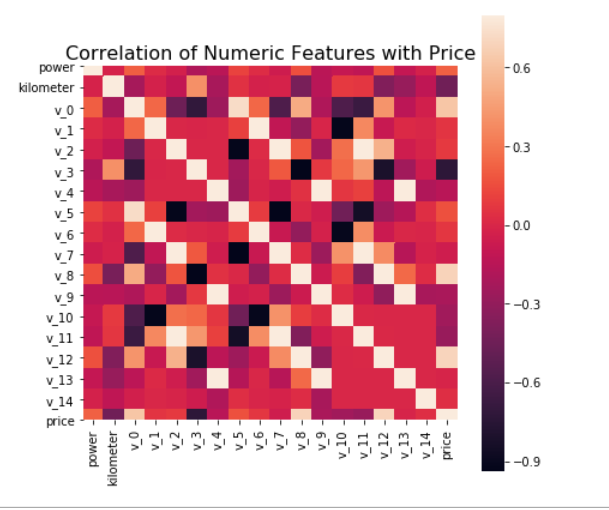 Correlation of Numeric Features with Price
power
kilometer
v_0
v_1
v_2
v_3
v_4
v_5
v_6
v_7
v_8
v_9
v_10
v_11
v_12
v_13
v_14
price
power
kilometer
v_0
v_1
v_2
v_3
v_4
v_5
v_6
v_7
v_8
v_9
v_10
v_11
v_12
v_13
v_14
price
0.6
0.3
0.0
−0.3
−0.6
−0.9